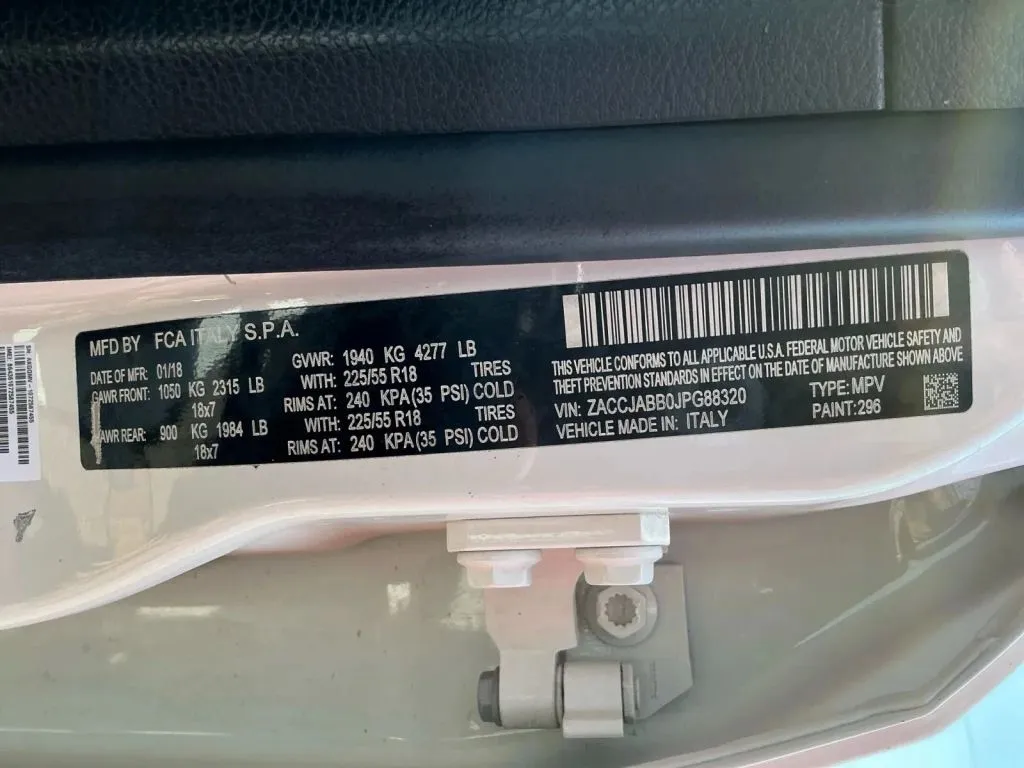 MFD BY FCA ITALY S.P.A.
DATE OF MFR: 01/18
GVWR: 1940 KG 4277 LB
GAWR FRONT: 1050 KG 2315 LB
WITH: 225/55 R18 TIRES
18x7
RIMS AT: 240 KPA(35 PSI) COLD
GAWR REAR: 900 KG 1984 LB
WITH: 225/55 R18 TIRES
18x7
RIMS AT: 240 KPA(35 PSI) COLD
THIS VEHICLE CONFORMS TO ALL APPLICABLE U.S.A. FEDERAL MOTOR VEHICLE SAFETY AND
THEFT PREVENTION STANDARDS IN EFFECT ON THE DATE OF MANUFACTURE SHOWN ABOVE
VIN: ZACCJABB0JPG88320 TYPE: MPV
VEHICLE MADE IN: ITALY PAINT: 296